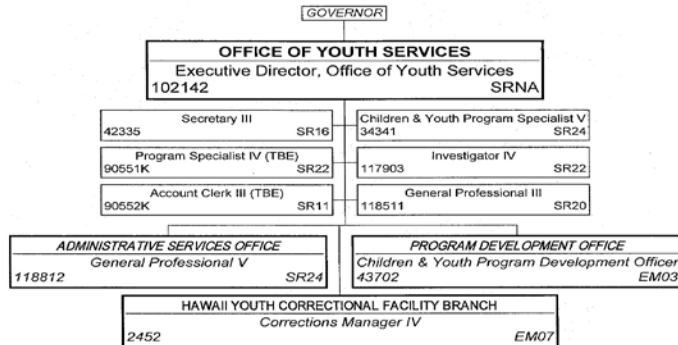 GOVERNOR
OFFICE OF YOUTH SERVICES
Executive Director, Office of Youth Services
102142 SRNA
Secretary III
42335 SR16
Children & Youth Program Specialist V
34341 SR24
Program Specialist IV (TBE)
90551K SR22
Investigator IV
117903 SR22
Account Clerk III (TBE)
90552K SR11
General Professional III
118511 SR20
ADMINISTRATIVE SERVICES OFFICE
General Professional V
118812 SR24
PROGRAM DEVELOPMENT OFFICE
Children & Youth Program Development Officer
43702 EM03
HAWAII YOUTH CORRECTIONAL FACILITY BRANCH
Corrections Manager IV
2452 EM07